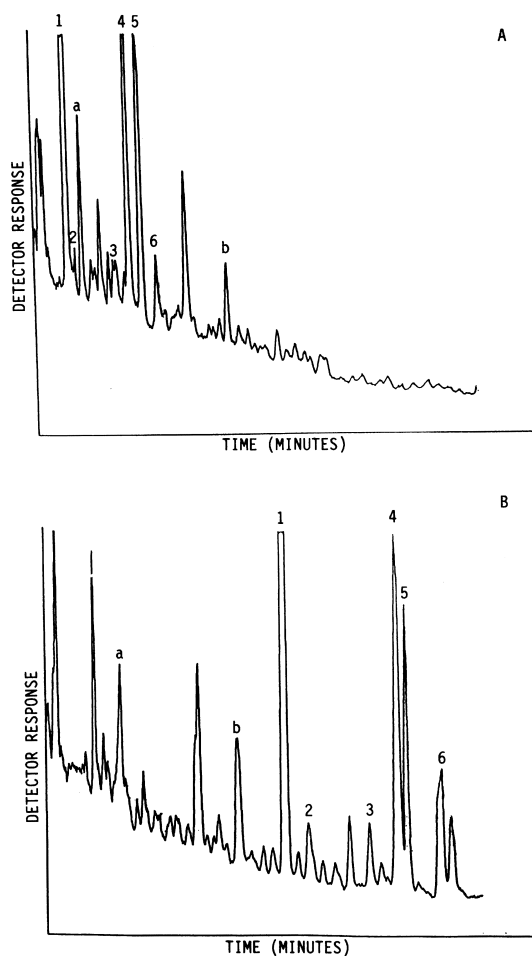 1 4 5 A
a
2 3 6 b
DETECTOR RESPONSE
TIME (MINUTES)
B
1 4
5
a
b 6
2 3
DETECTOR RESPONSE
TIME (MINUTES)